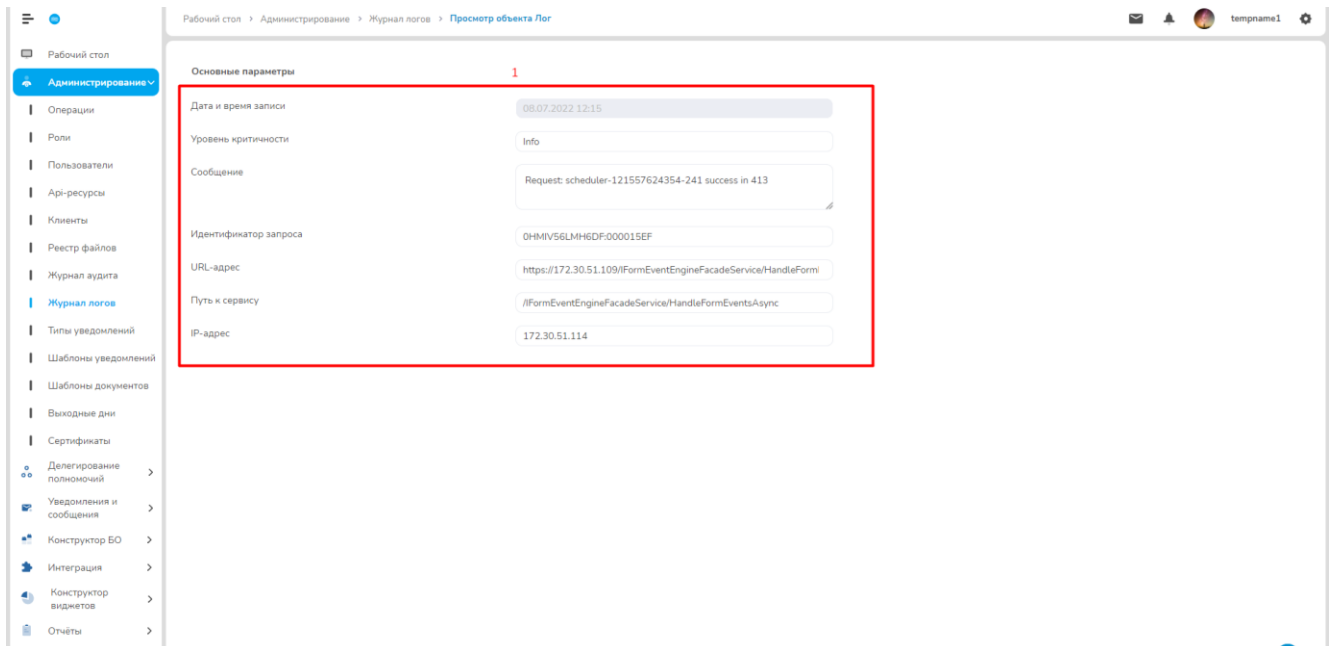 Рабочий стол > Администрирование > Журнал логов > Просмотр объекта Лог
tempname1
Рабочий стол
Администрирование
Операции
Роли
Пользователи
Api-ресурсы
Клиенты
Реестр файлов
Журнал аудита
Журнал логов
Типы уведомлений
Шаблоны уведомлений
Шаблоны документов
Выходные дни
Сертификаты
Делегирование
полномочий
Уведомления и
сообщения
Конструктор БО
Интеграция
Конструктор
виджетов
Отчёты
Основные параметры
1
Дата и время записи 08.07.2022 12:15
Уровень критичности Info
Сообщение Request: scheduler-121557624354-241 success in 413
Идентификатор запроса 0HMIV56LMH6DF:000015EF
URL-адрес https://172.30.51.109/IFormEventEngineFacadeService/HandleForm
Путь к сервису /IFormEventEngineFacadeService/HandleFormEventsAsync
IP-адрес 172.30.51.114